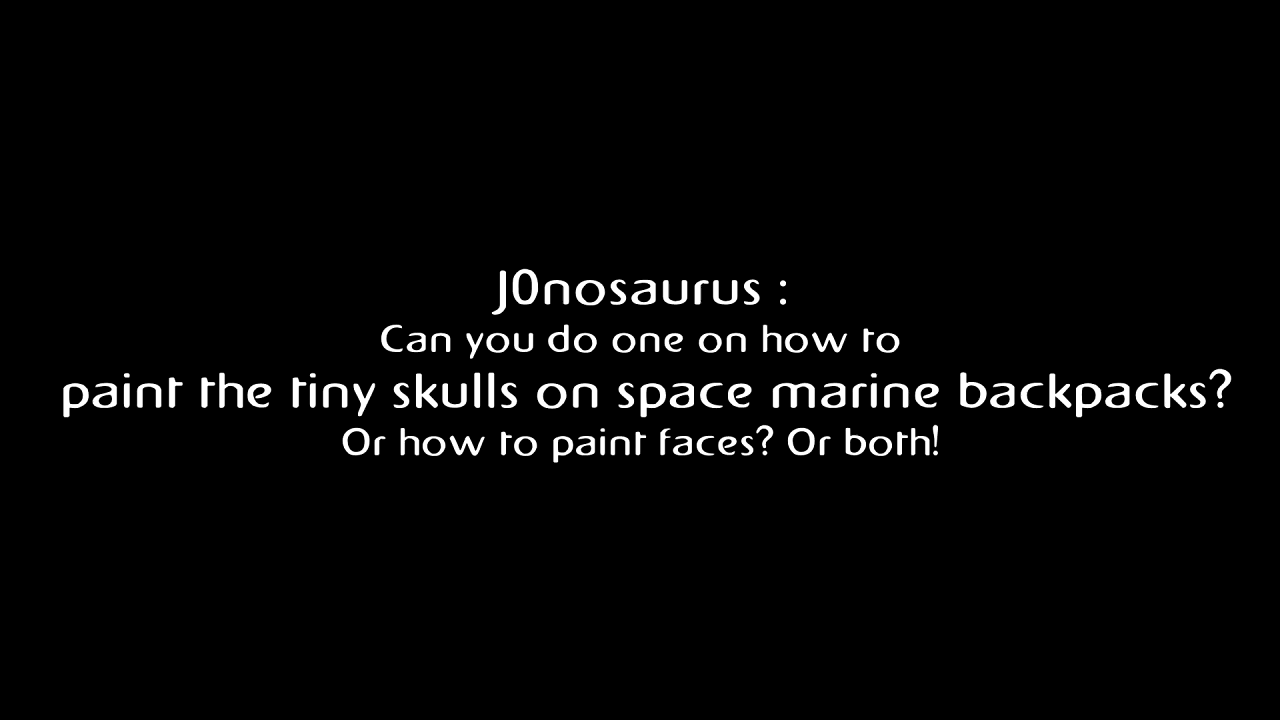 J0nosaurus :
Can you do one on how to
paint the tiny skulls on space marine backpacks?
Or how to paint faces? Or both!